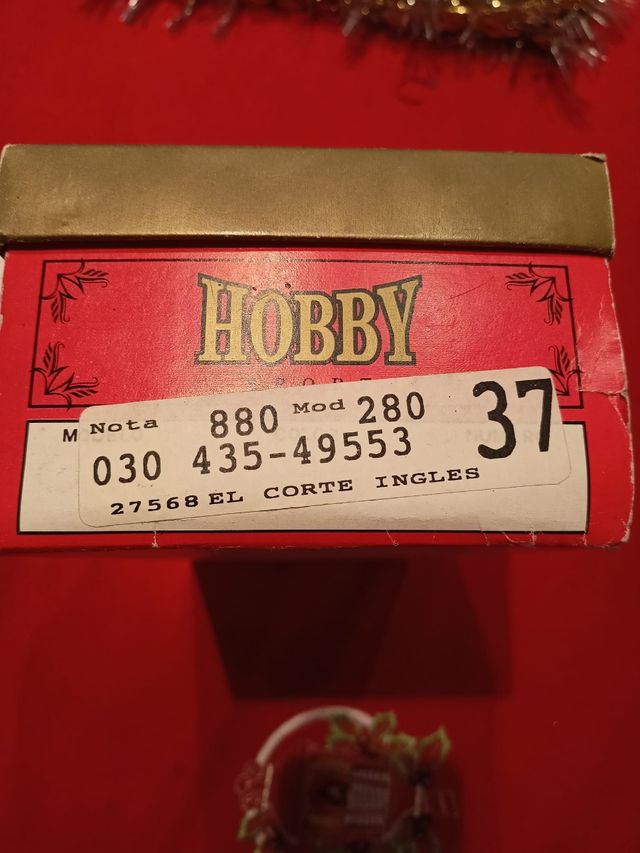 HOBBY
Nota 880 Mod 280 37
030 435-49553
27568 EL CORTE INGLES